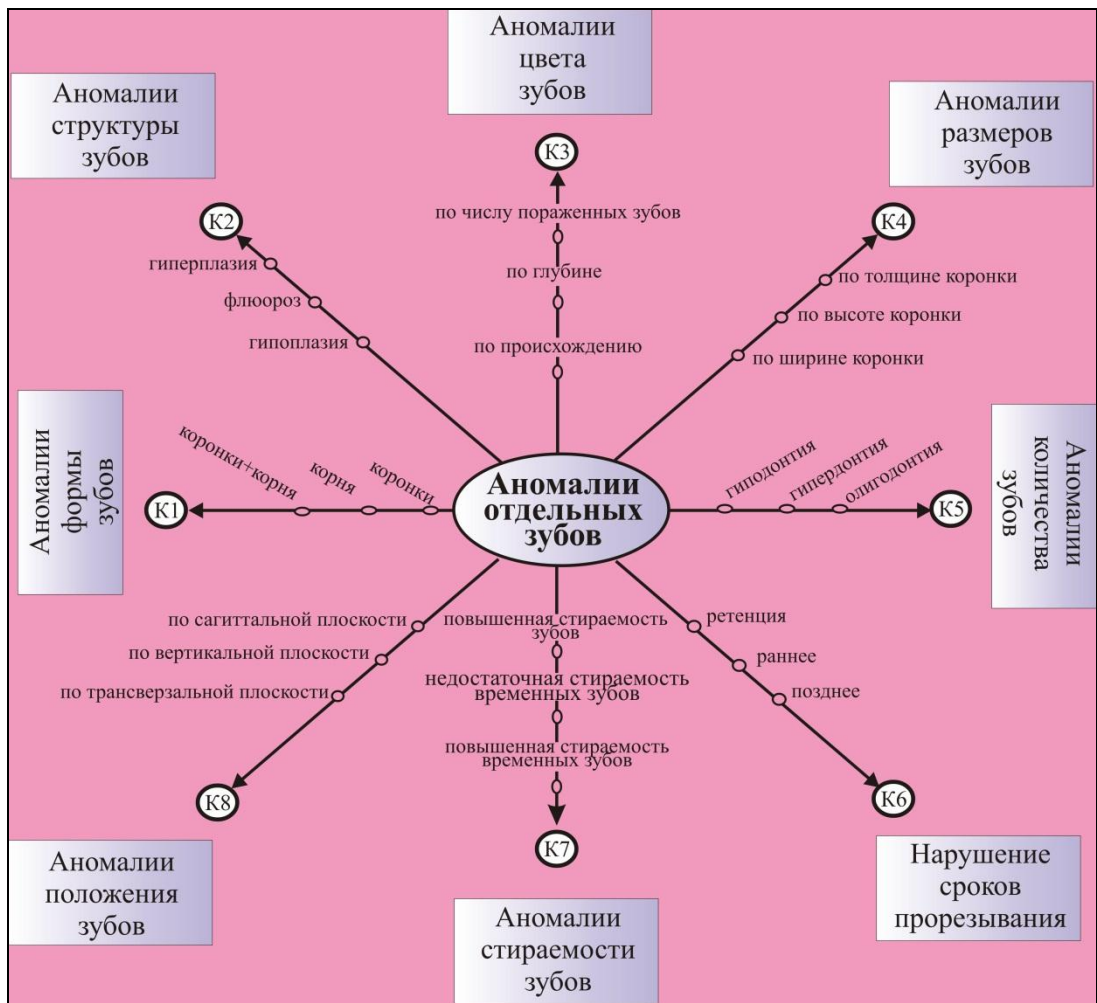 Аномалии
цвета
зубов
Аномалии
структуры
зубов
Аномалии
размеров
зубов
К3
по числу пораженных зубов
по глубине
по происхождению
К2
гиперплазия
флюороз
гипоплазия
К4
по толщине коронки
по высоте коронки
по ширине коронки
Аномалии
формы
зубов
К1
коронки+корня
корня
коронки
Аномалии
отдельных
зубов
гиподонтия
гипердонтия
олигодонтия
К5
Аномалии
количества
зубов
по сагиттальной плоскости
по вертикальной плоскости
по трансверзальной плоскости
К8
повышенная стираемость
зубов
недостаточная стираемость
временных зубов
повышенная стираемость
временных зубов
К7
ретенция
раннее
позднее
К6
Аномалии
положения
зубов
Аномалии
стираемости
зубов
Нарушение
сроков
прорезывания